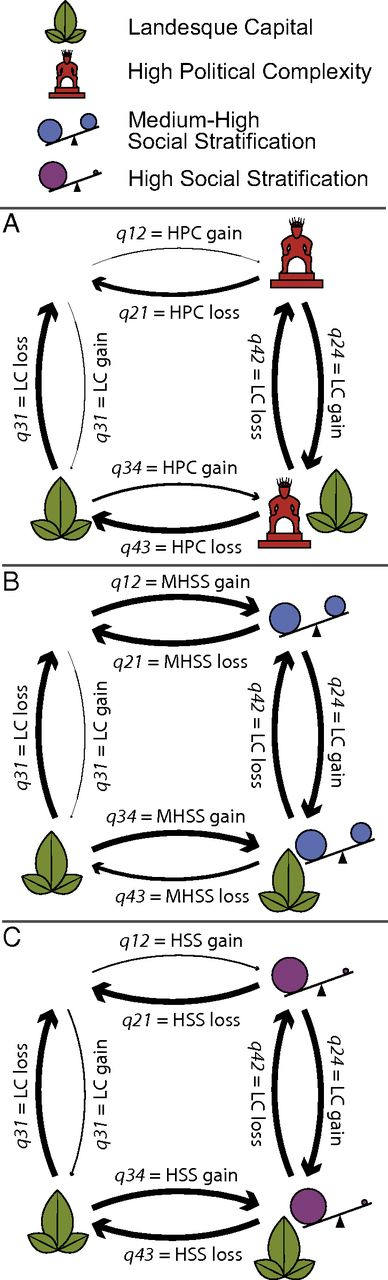 Landesque Capital
High Political Complexity
Medium-High
Social Stratification
High Social Stratification
A
q12 = HPC gain
q21 = HPC loss
q31 = LC loss
q31 = LC gain
q42 = LC loss
q24 = LC gain
q34 = HPC gain
q43 = HPC loss
B
q12 = MHSS gain
q21 = MHSS loss
q31 = LC loss
q31 = LC gain
q42 = LC loss
q24 = LC gain
q34 = MHSS gain
q43 = MHSS loss
C
q12 = HSS gain
q21 = HSS loss
q31 = LC loss
q31 = LC gain
q42 = LC loss
q24 = LC gain
q34 = HSS gain
q43 = HSS loss